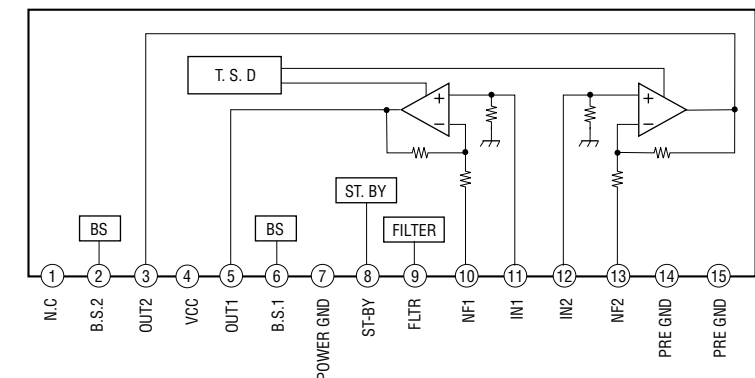 T. S. D
+
−
+
−
ST. BY
BS
BS
FILTER
1
2
3
4
5
6
7
8
9
10
11
12
13
14
15
N.C
B.S.2
OUT2
VCC
OUT1
B.S.1
POWER GND
ST-BY
FLTR
NF1
IN1
IN2
NF2
PRE GND
PRE GND